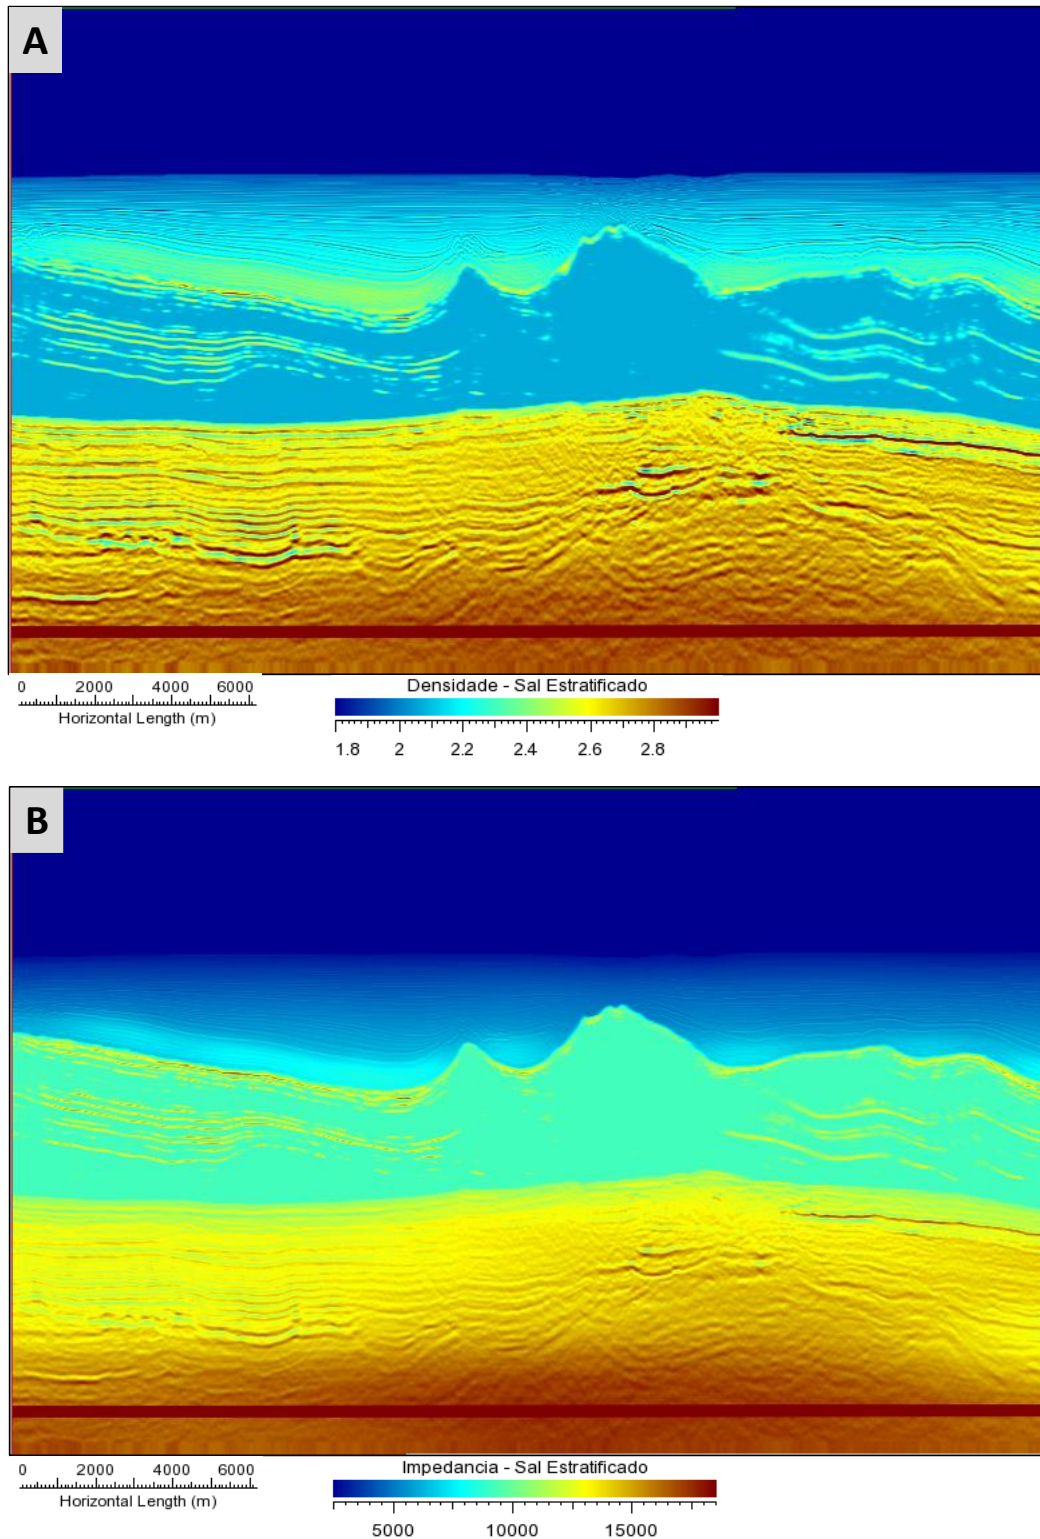 A
0 2000 4000 6000
Horizontal Length (m)
Densidade - Sal Estratificado
1.8 2 2.2 2.4 2.6 2.8
B
0 2000 4000 6000
Horizontal Length (m)
Impedancia - Sal Estratificado
5000 10000 15000